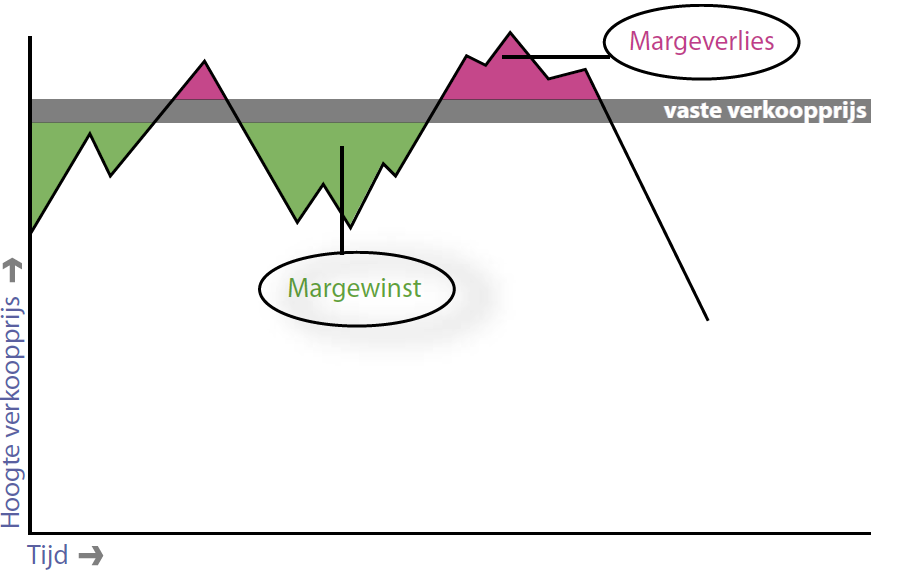 Margeverlies
vaste verkoopprijs
Margewinst
Hoogte verkoopprijs
Tijd